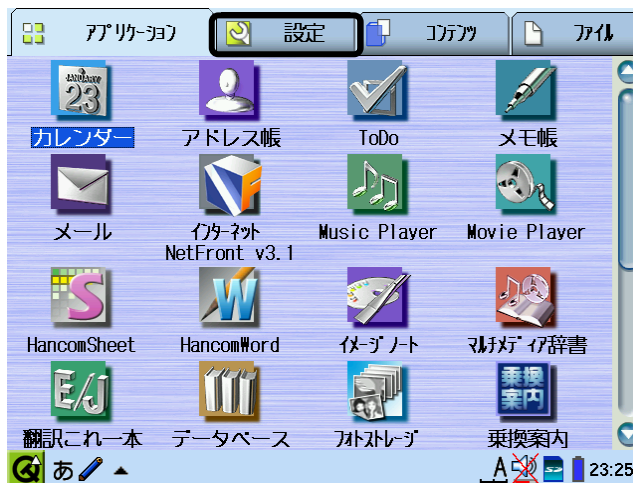 アプリケーション 設定 コンテンツ ファイル
JANUARY
23
カレンダー アドレス帳 ToDo メモ帳
メール インターネット Music Player Movie Player
NetFront v3.1
HancomSheet HancomWord イメージノート マルチメディア辞書
E/J 乗換
案内
翻訳これ一本 データベース フォトストレージ 乗換案内
あ A 23:25